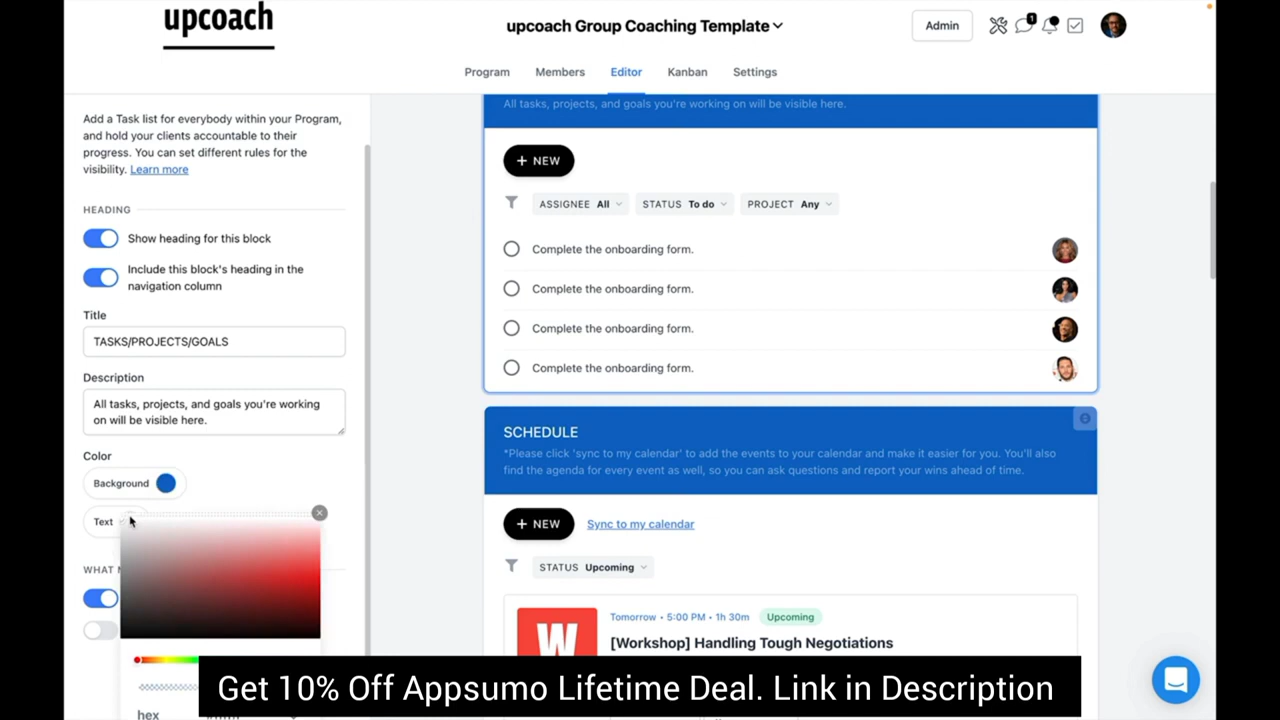 upcoach
upcoach Group Coaching Template
Admin
1
Program Members Editor Kanban Settings
Add a Task list for everybody within your Program,
and hold your clients accountable to their
progress. You can set different rules for the
visibility. Learn more
HEADING
Show heading for this block
Include this block's heading in the
navigation column
Title
TASKS/PROJECTS/GOALS
Description
All tasks, projects, and goals you're working
on will be visible here.
Color
Background
Text
WHAT
hex
All tasks, projects, and goals you're working on will be visible here.
+ NEW
ASSIGNEE All STATUS To do PROJECT Any
Complete the onboarding form.
Complete the onboarding form.
Complete the onboarding form.
Complete the onboarding form.
SCHEDULE
*Please click 'sync to my calendar' to add the events to your calendar and make it easier for you. You'll also
find the agenda for every event as well, so you can ask questions and report your wins ahead of time.
+ NEW Sync to my calendar
STATUS Upcoming
W
Tomorrow • 5:00 PM • 1h 30m Upcoming
[Workshop] Handling Tough Negotiations
Get 10% Off Appsumo Lifetime Deal. Link in Description